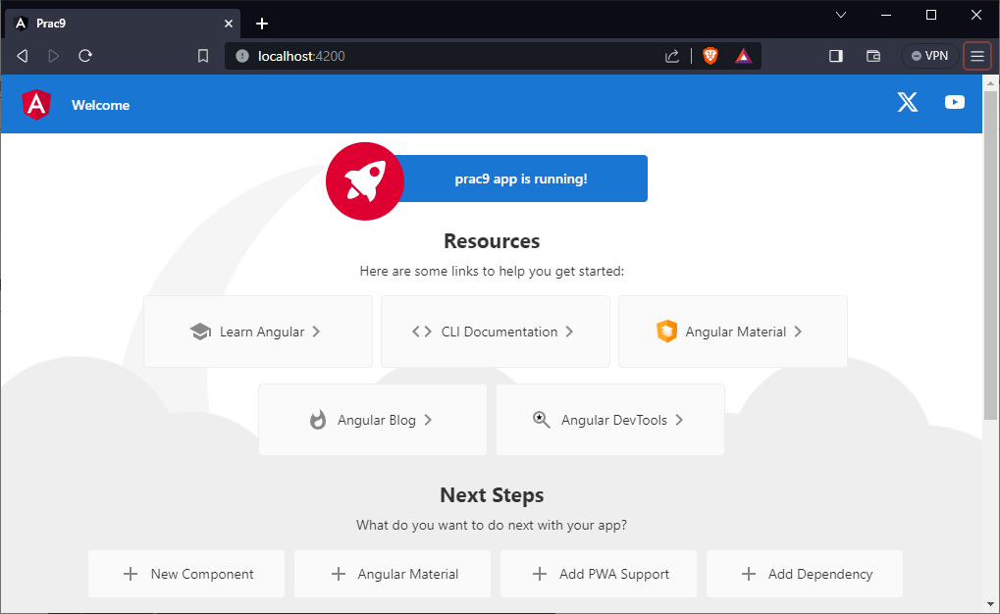 Prac9
localhost:4200
VPN
Welcome
prac9 app is running!
Resources
Here are some links to help you get started:
Learn Angular
CLI Documentation
Angular Material
Angular Blog
Angular DevTools
Next Steps
What do you want to do next with your app?
New Component
Angular Material
Add PWA Support
Add Dependency